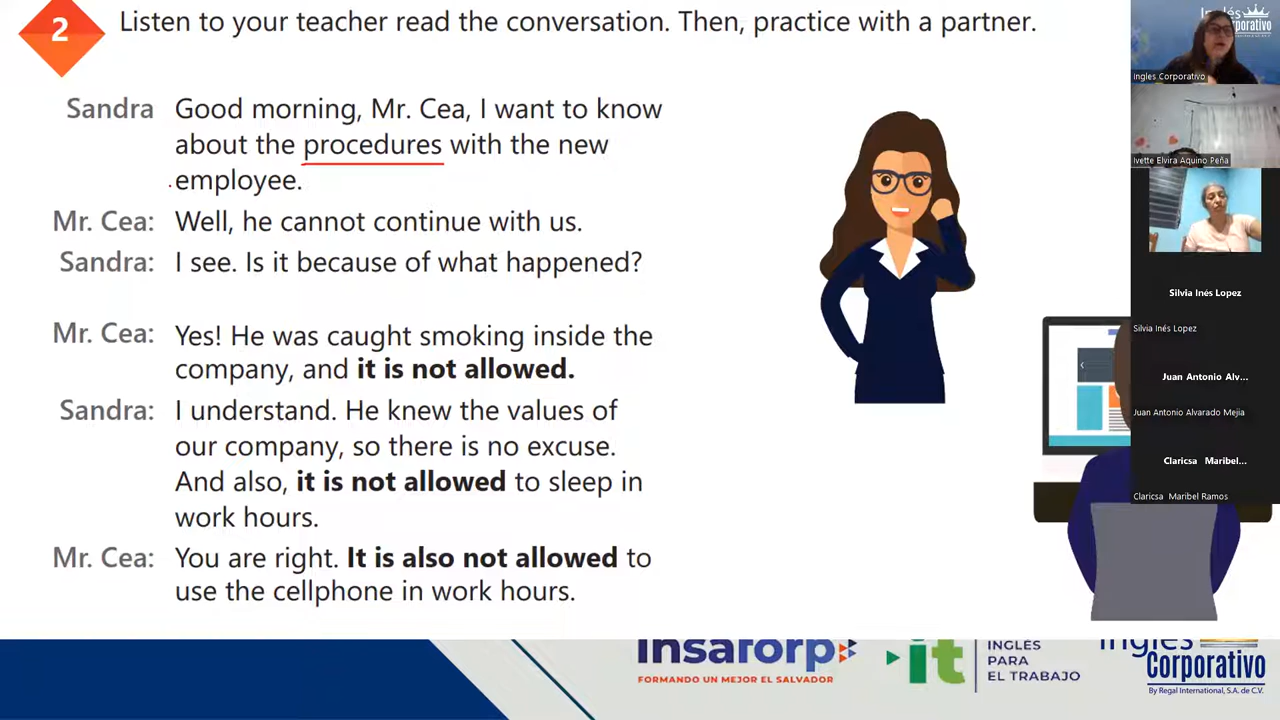 2
Listen to your teacher read the conversation. Then, practice with a partner.
Sandra Good morning, Mr. Cea, I want to know
about the procedures with the new
employee.
Mr. Cea: Well, he cannot continue with us.
Sandra: I see. Is it because of what happened?
Mr. Cea: Yes! He was caught smoking inside the
company, and it is not allowed.
Sandra: I understand. He knew the values of
our company, so there is no excuse.
And also, it is not allowed to sleep in
work hours.
Mr. Cea: You are right. It is also not allowed to
use the cellphone in work hours.
Inglés
Corporativo
Ingles Corporativo
Ivette Elvira Aquino Peña
Silvia Inés Lopez
Silvia Inés Lopez
Juan Antonio Alv...
Juan Antonio Alvarado Mejia
Claricsa Maribel...
Claricsa Maribel Ramos
Insaforp
FORMANDO UN MEJOR EL SALVADOR
it
INGLÉS
PARA
EL TRABAJO
Inglés
Corporativo
By Regal International, S.A. de C.V.